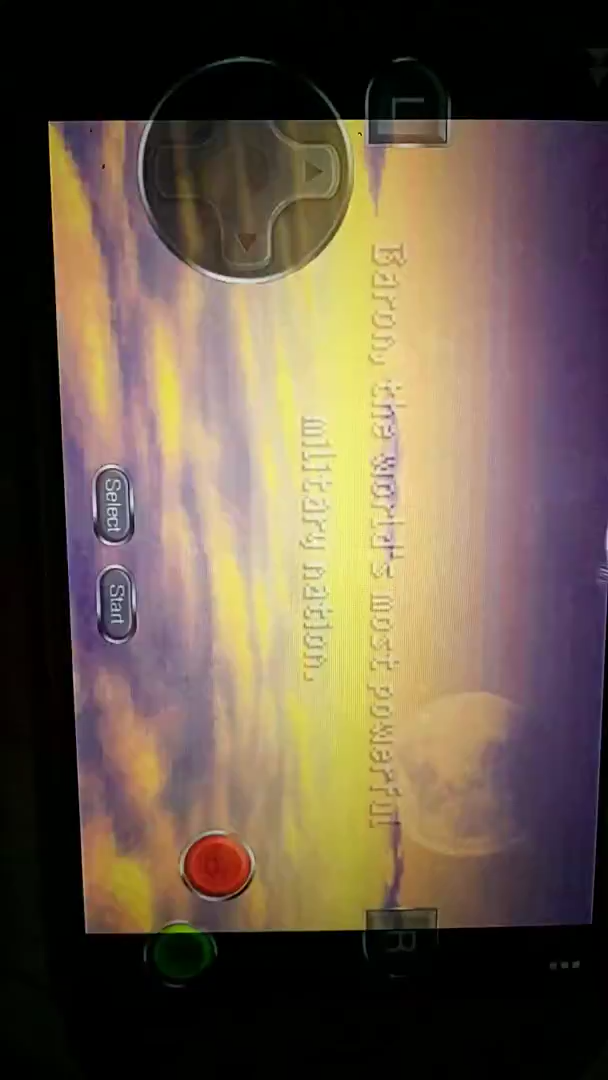 L
Baron, the world's most powerful
military nation.
Select
Start
R